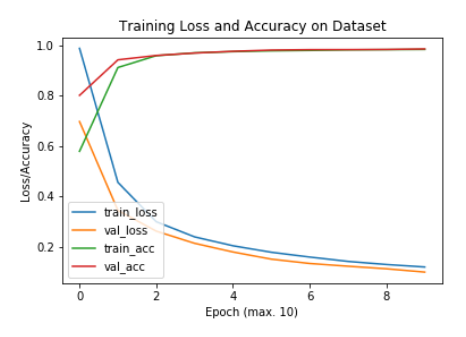 Training Loss and Accuracy on Dataset
1.0
0.8
0.6
0.4
0.2
Loss/Accuracy
train_loss
val_loss
train_acc
val_acc
0
2
4
6
8
Epoch (max. 10)